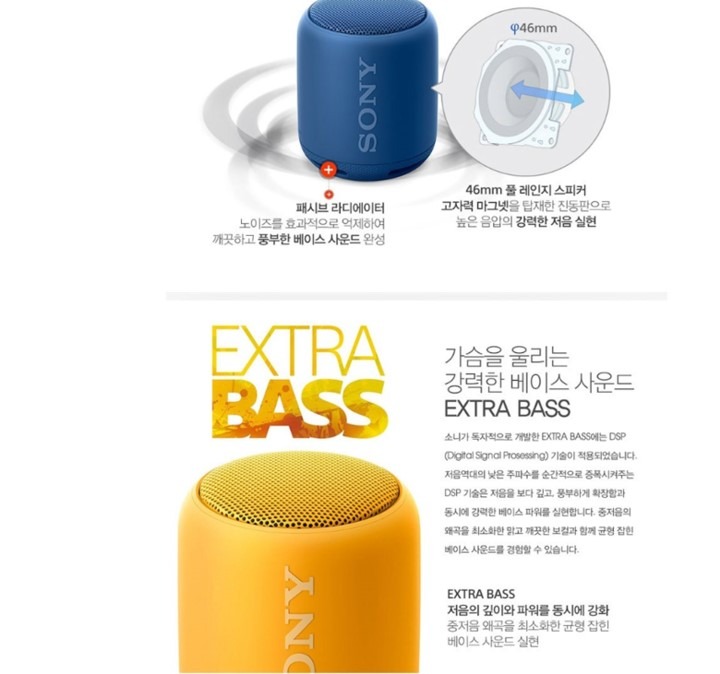 φ46mm
SONY
46mm 풀 레인지 스피커
고자력 마그넷을 탑재한 진동판으로
높은 음압의 강력한 저음 실현
패시브 라디에이터
노이즈를 효과적으로 억제하여
깨끗하고 풍부한 베이스 사운드 완성
EXTRA
BASS
가슴을 울리는
강력한 베이스 사운드
EXTRA BASS
소니가 독자적으로 개발한 EXTRA BASS에는 DSP
(Digital Signal Prosessing) 기술이 적용되었습니다.
저음역대의 낮은 주파수를 순간적으로 증폭시켜주는
DSP 기술은 저음을 보다 깊고, 풍부하게 확장함과
동시에 강력한 베이스 파워를 실현합니다. 중저음의
왜곡을 최소화한 맑고 깨끗한 보컬과 함께 균형 잡힌
베이스 사운드를 경험할 수 있습니다.
EXTRA BASS
저음의 깊이와 파워를 동시에 강화
중저음 왜곡을 최소화한 균형 잡힌
베이스 사운드 실현
ONY